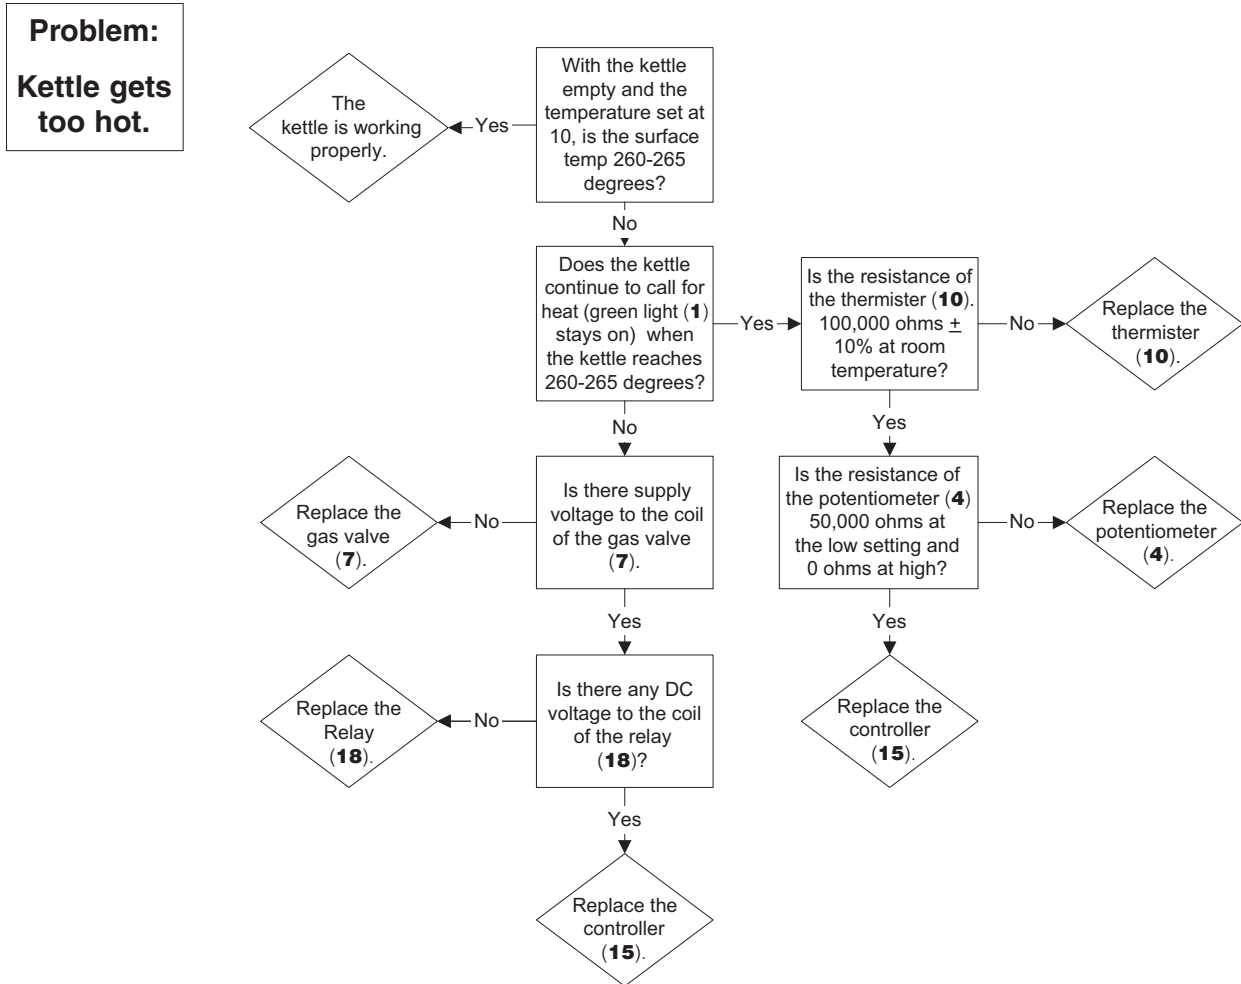 Problem:
Kettle gets
too hot.
The
kettle is working
properly.
Yes
With the kettle
empty and the
temperature set at
10, is the surface
temp 260-265
degrees?
No
Does the kettle
continue to call for
heat (green light (1)
stays on) when
the kettle reaches
260-265 degrees?
Yes
Is the resistance of
the thermister (10).
100,000 ohms ±
10% at room
temperature?
No
Replace the
thermister
(10).
No
Yes
Replace the
gas valve
(7).
No
Is there supply
voltage to the coil
of the gas valve
(7).
Is the resistance of
the potentiometer (4)
50,000 ohms at
the low setting and
0 ohms at high?
No
Replace the
potentiometer
(4).
Yes
Yes
Replace the
Relay
(18).
No
Is there any DC
voltage to the coil
of the relay
(18)?
Replace the
controller
(15).
Yes
Replace the
controller
(15).